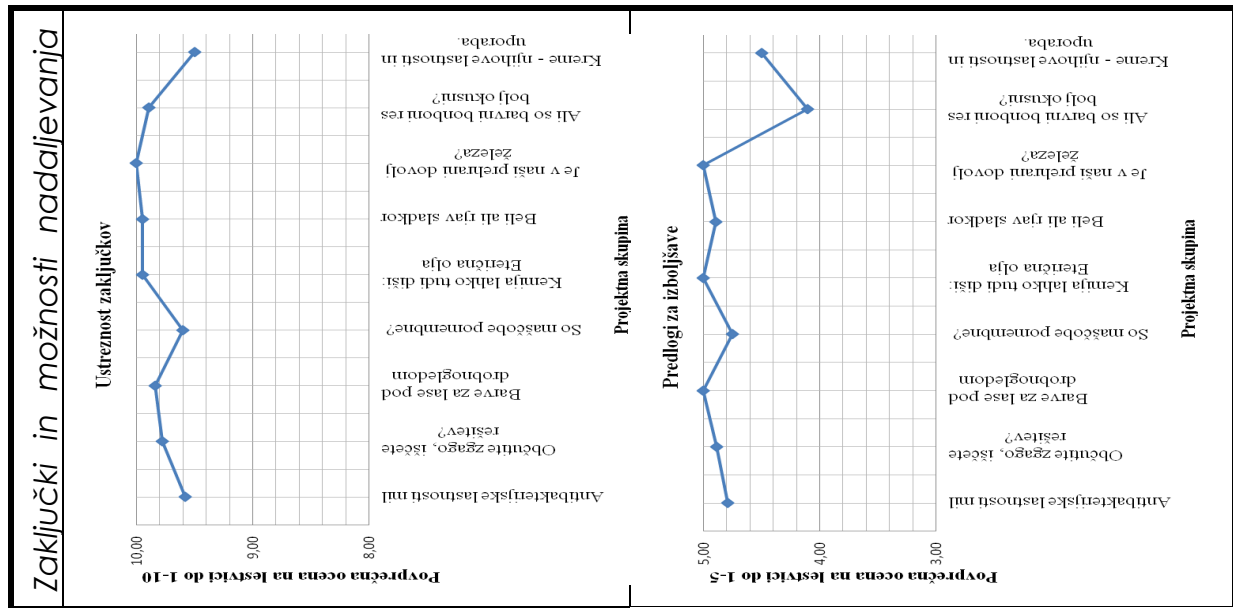 Zaključki in možnosti nadaljevanja
Ustreznost zaključkov
Povprečna ocena na lestvici do 1-10
10,00
9,00
8,00
Antibakterijske lastnosti mil
Občutite zgago, iščete
rešitev?
Barve za lase pod
drobnogledom
So maščobe pomembne?
Kemija lahko tudi diši:
Eterična olja
Beli ali rjav sladkor
Je v naši prehrani dovolj
železa?
Ali so barvni bonboni res
bolj okusni?
Kreme - njihove lastnosti in
uporaba.
Projektna skupina
Predlogi za izboljšave
Povprečna ocena na lestvici do 1-5
5,00
4,00
3,00
Antibakterijske lastnosti mil
Občutite zgago, iščete
rešitev?
Barve za lase pod
drobnogledom
So maščobe pomembne?
Kemija lahko tudi diši:
Eterična olja
Beli ali rjav sladkor
Je v naši prehrani dovolj
železa?
Ali so barvni bonboni res
bolj okusni?
Kreme - njihove lastnosti in
uporaba.
Projektna skupina